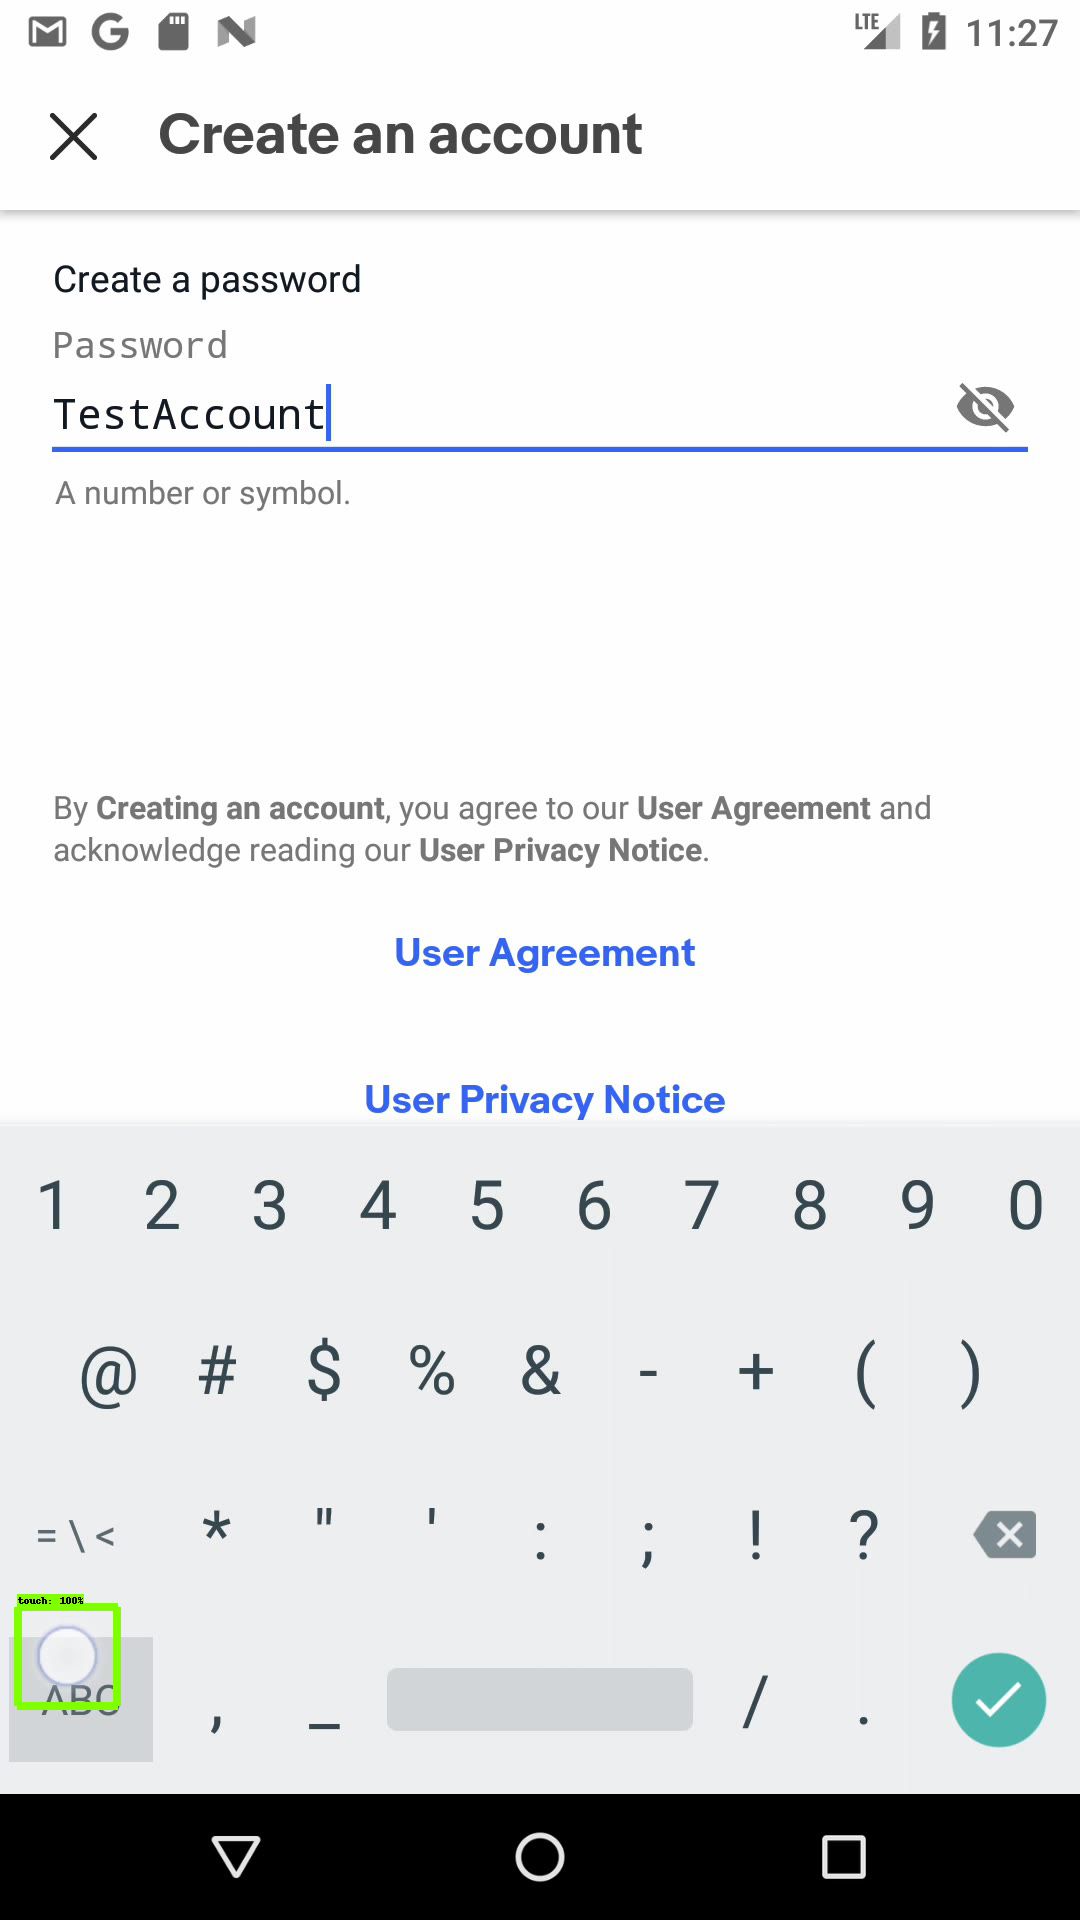 LTE 11:27
Create an account
Create a password
Password
TestAccount
A number or symbol.
By Creating an account, you agree to our User Agreement and
acknowledge reading our User Privacy Notice.
User Agreement
User Privacy Notice
1 2 3 4 5 6 7 8 9 0
@ # $ % & - + ( )
= \ < * " ' : ; ! ?
touch: 100%
ABC , _ / .